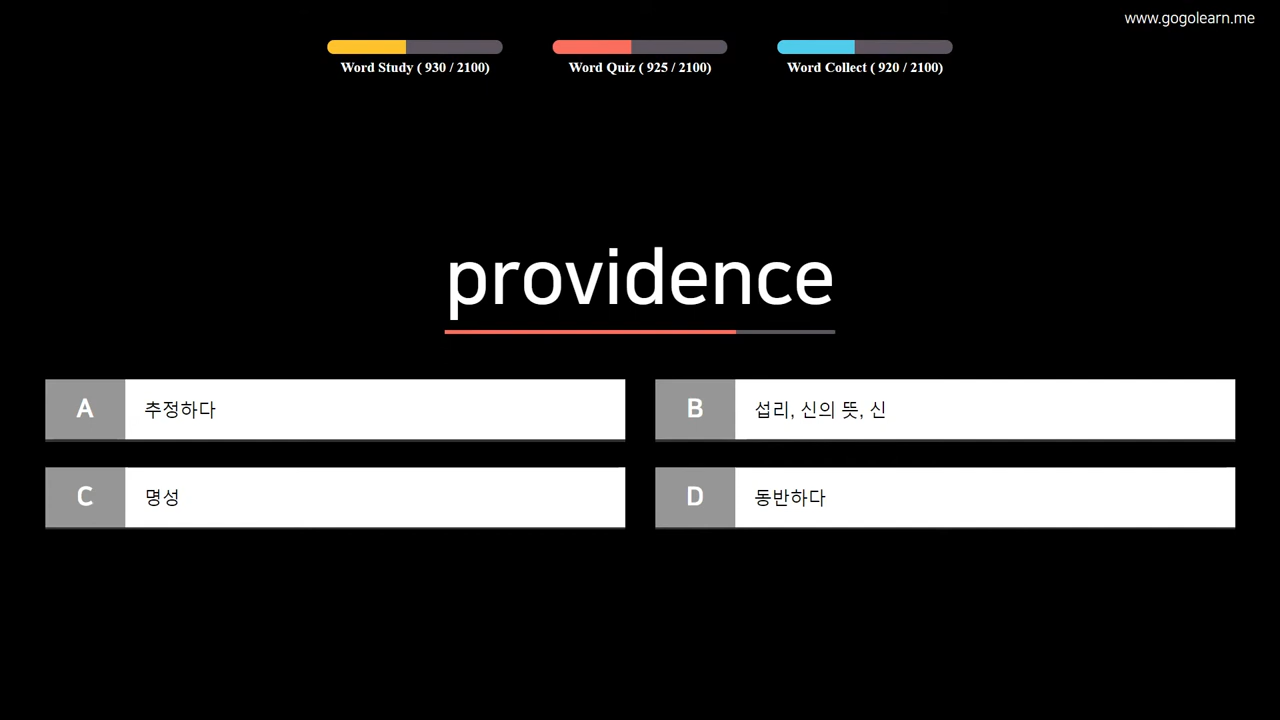 www.gogolearn.me
Word Study ( 930 / 2100)
Word Quiz ( 925 / 2100)
Word Collect ( 920 / 2100)
providence
A 추정하다
B 섭리, 신의 뜻, 신
C 명성
D 동반하다